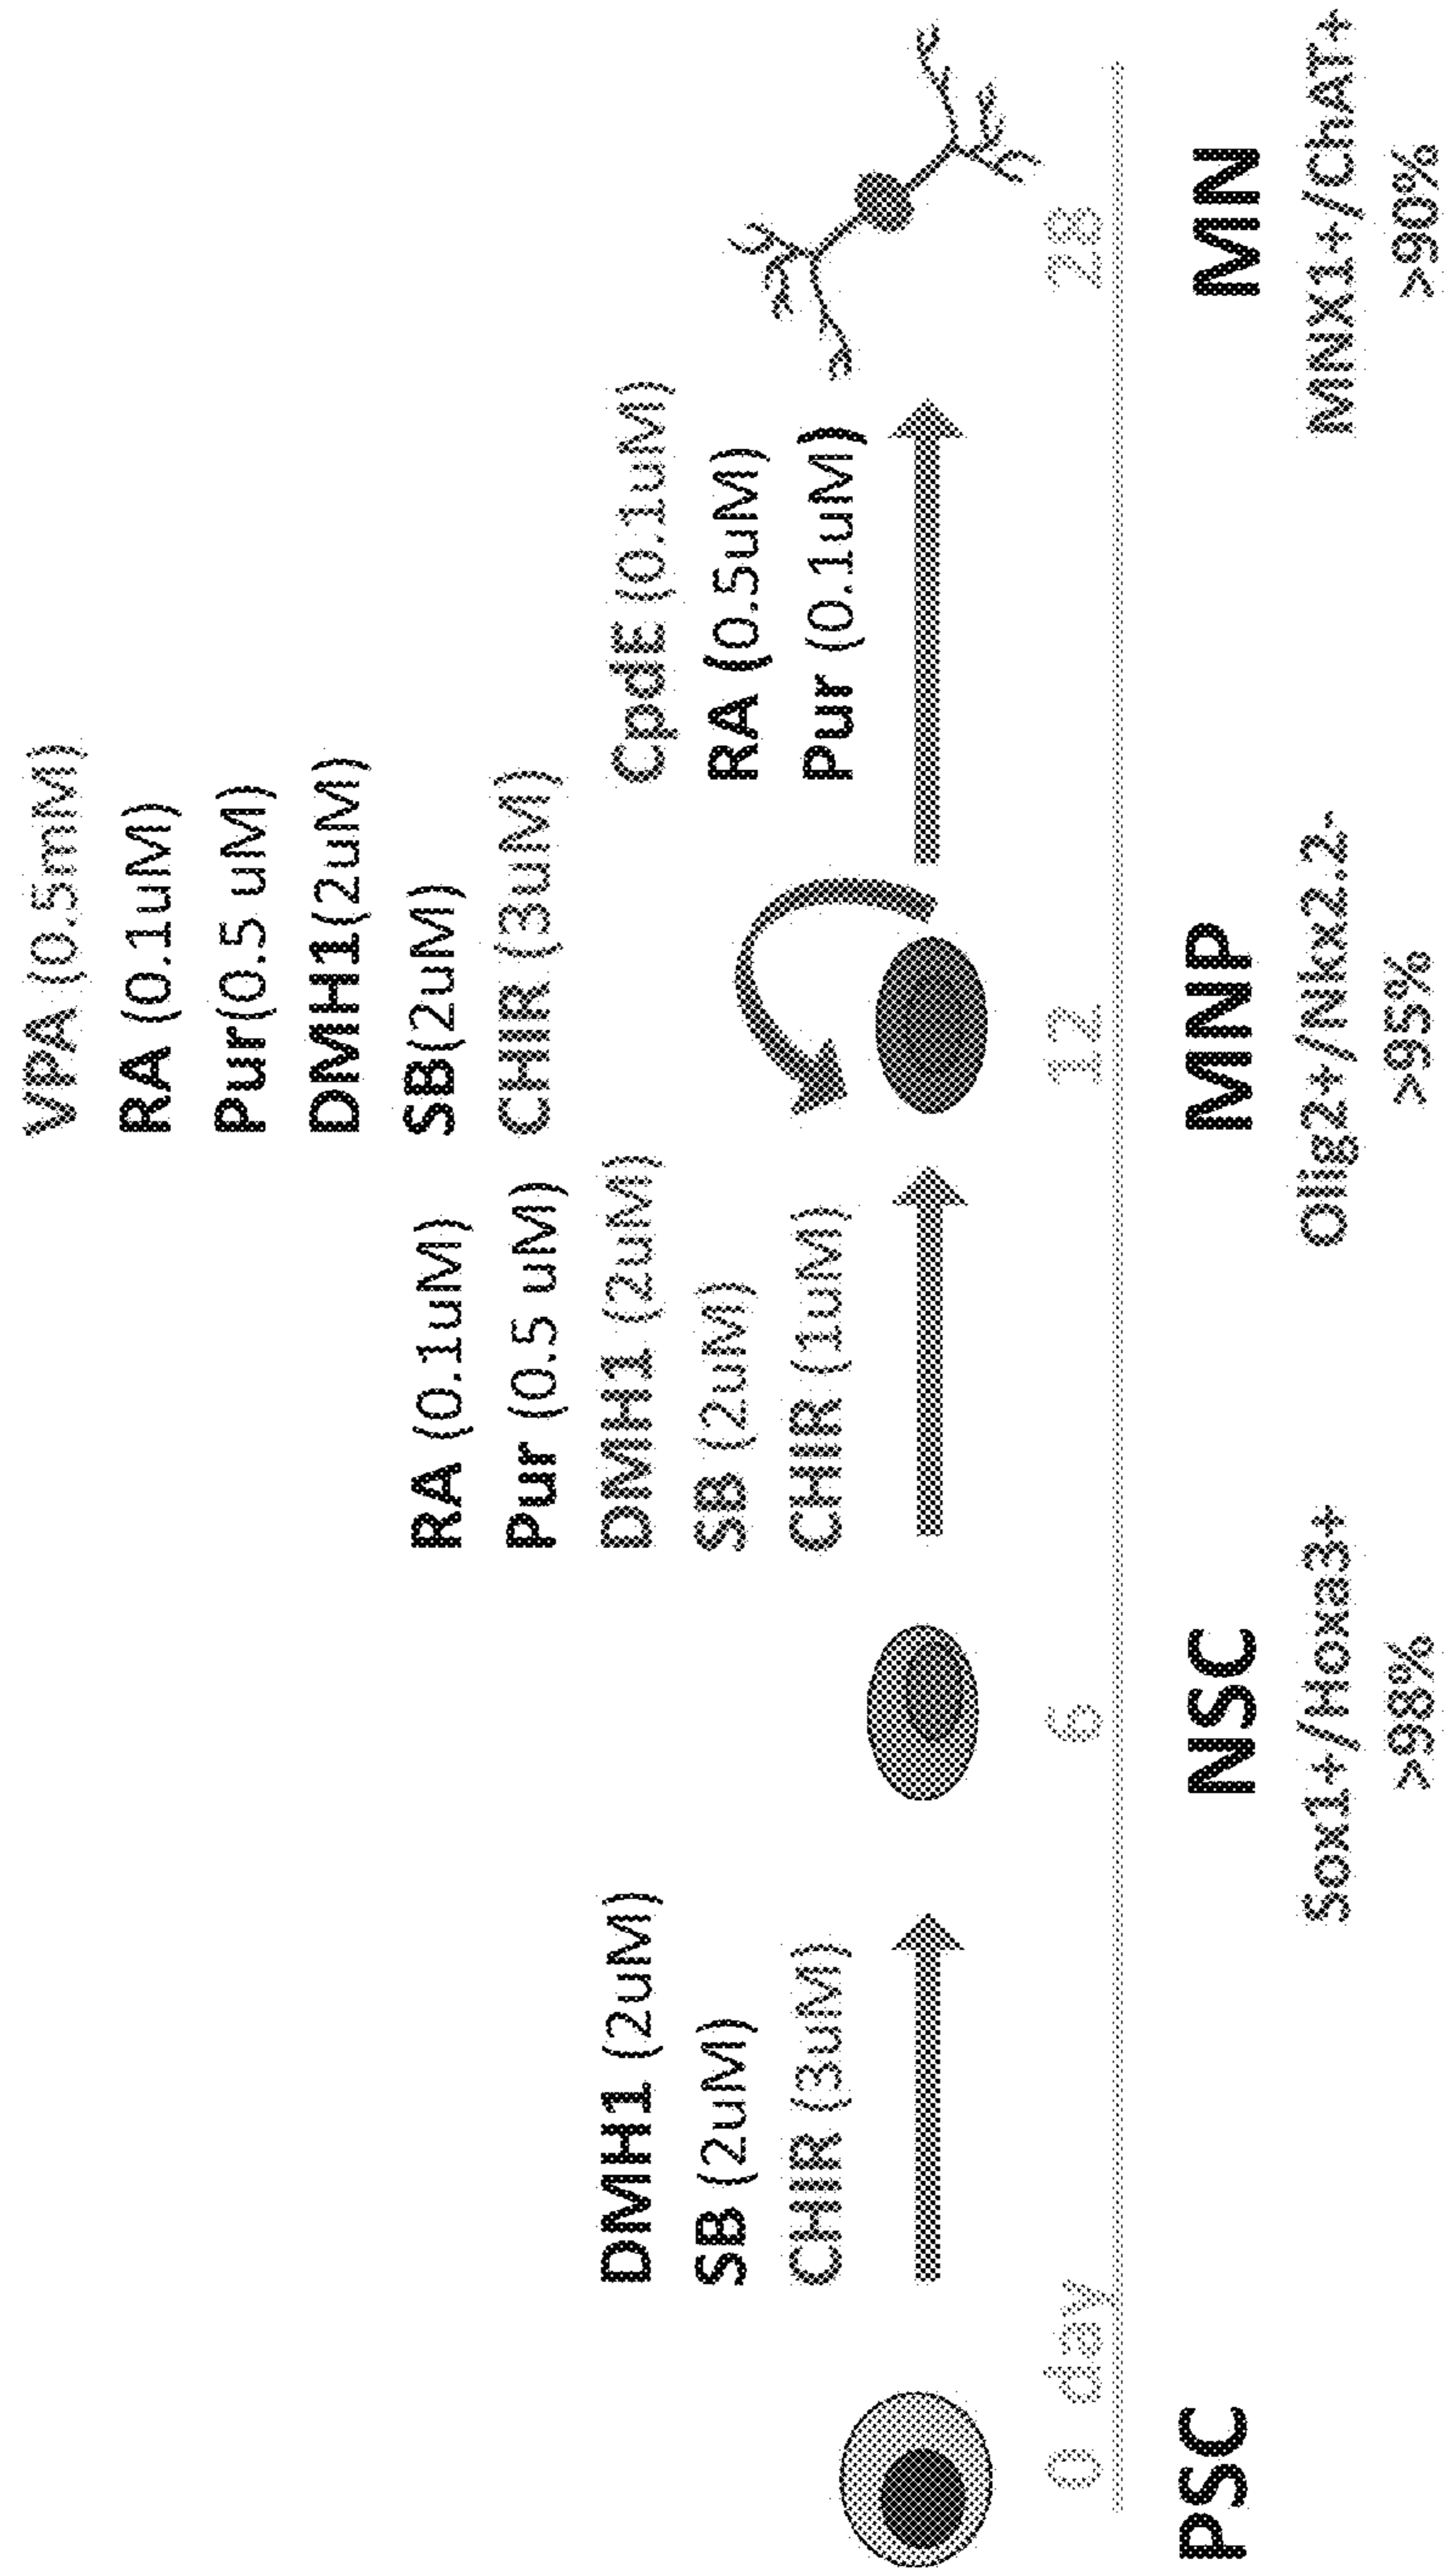 VPA (0.5mM)
RA (0.1uM)
Pur(0.5 uM)
DMH1(2uM)
SB(2uM)
CHIR (3uM)
RA (0.1uM)
Pur (0.5 uM)
DMH1 (2uM)
SB (2uM)
CHIR (1uM)
DMH1 (2uM)
SB (2uM)
CHIR (3uM)
CpdE (0.1uM)
RA (0.5uM)
Pur (0.1uM)
0 day 6 12 28
PSC NSC MNP MN
Sox1+/Hoxa3+ Olig2+/Nkx2.2- MNX1+/ChAT+
>98% >95% >90%